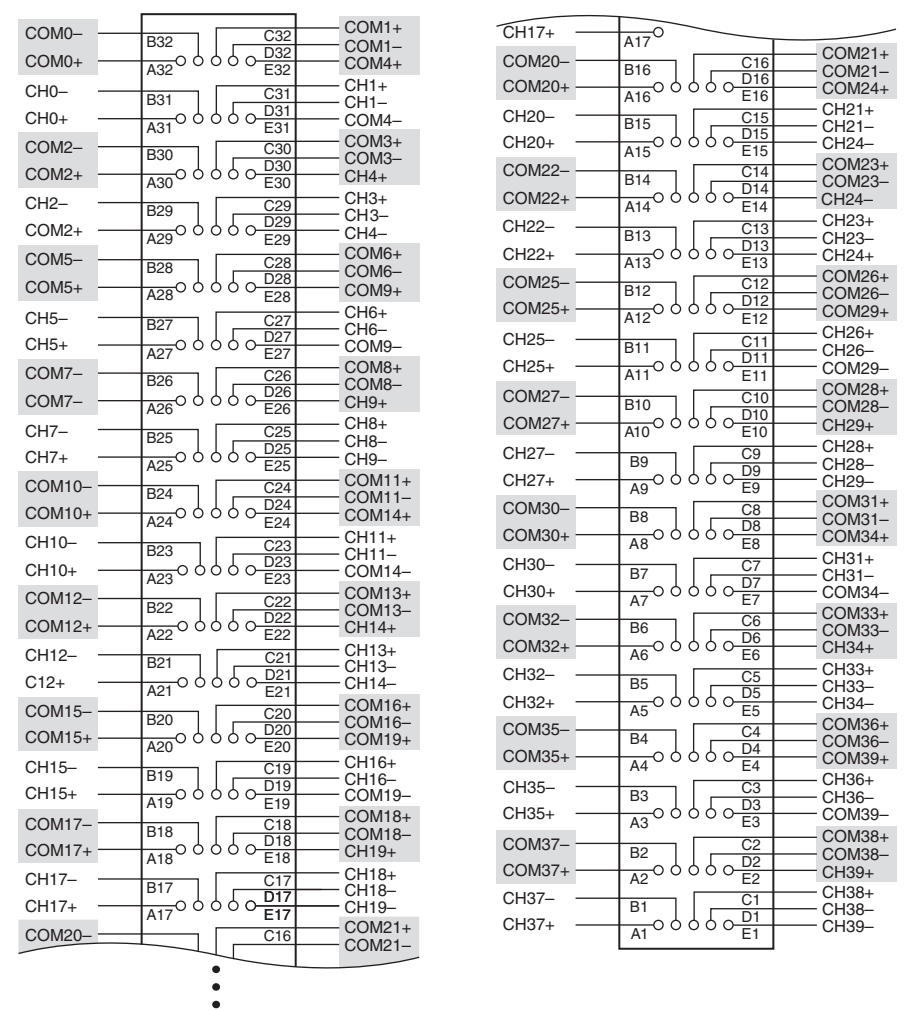 COM0– B32 C32 COM1+
D32 COM1–
COM0+ A32 E32 COM4+
CH0– B31 C31 CH1+
D31 CH1–
CH0+ A31 E31 COM4–
COM2– B30 C30 COM3+
D30 COM3–
COM2+ A30 E30 CH4+
CH2– B29 C29 CH3+
D29 CH3–
COM2+ A29 E29 CH4–
COM5– B28 C28 COM6+
D28 COM6–
COM5+ A28 E28 COM9+
CH5– B27 C27 CH6+
D27 CH6–
CH5+ A27 E27 COM9–
COM7– B26 C26 COM8+
D26 COM8–
COM7– A26 E26 CH9+
CH7– B25 C25 CH8+
D25 CH8–
CH7+ A25 E25 CH9–
COM10– B24 C24 COM11+
D24 COM11–
COM10+ A24 E24 COM14+
CH10– B23 C23 CH11+
D23 CH11–
CH10+ A23 E23 COM14–
COM12– B22 C22 COM13+
D22 COM13–
COM12+ A22 E22 CH14+
CH12– B21 C21 CH13+
D21 CH13–
C12+ A21 E21 CH14–
COM15– B20 C20 COM16+
D20 COM16–
COM15+ A20 E20 COM19+
CH15– B19 C19 CH16+
D19 CH16–
CH15+ A19 E19 COM19–
COM17– B18 C18 COM18+
D18 COM18–
COM17+ A18 E18 CH19+
CH17– B17 C17 CH18+
D17 CH18–
CH17+ A17 E17 CH19–
COM20– C16 COM21+
COM21–
CH17+ A17
COM20– B16 C16 COM21+
D16 COM21–
COM20+ A16 E16 COM24+
CH20– B15 C15 CH21+
D15 CH21–
CH20+ A15 E15 CH24–
COM22– B14 C14 COM23+
D14 COM23–
COM22+ A14 E14 CH24–
CH22– B13 C13 CH23+
D13 CH23–
CH22+ A13 E13 CH24+
COM25– B12 C12 COM26+
D12 COM26–
COM25+ A12 E12 COM29+
CH25– B11 C11 CH26+
D11 CH26–
CH25+ A11 E11 COM29–
COM27– B10 C10 COM28+
D10 COM28–
COM27+ A10 E10 CH29+
CH27– B9 C9 CH28+
D9 CH28–
CH27+ A9 E9 CH29–
COM30– B8 C8 COM31+
D8 COM31–
COM30+ A8 E8 COM34+
CH30– B7 C7 CH31+
D7 CH31–
CH30+ A7 E7 COM34–
COM32– B6 C6 COM33+
D6 COM33–
COM32+ A6 E6 CH34+
CH32– B5 C5 CH33+
D5 CH33–
CH32+ A5 E5 CH34–
COM35– B4 C4 COM36+
D4 COM36–
COM35+ A4 E4 COM39+
CH35– B3 C3 CH36+
D3 CH36–
CH35+ A3 E3 COM39–
COM37– B2 C2 COM38+
D2 COM38–
COM37+ A2 E2 CH39+
CH37– B1 C1 CH38+
D1 CH38–
CH37+ A1 E1 CH39–